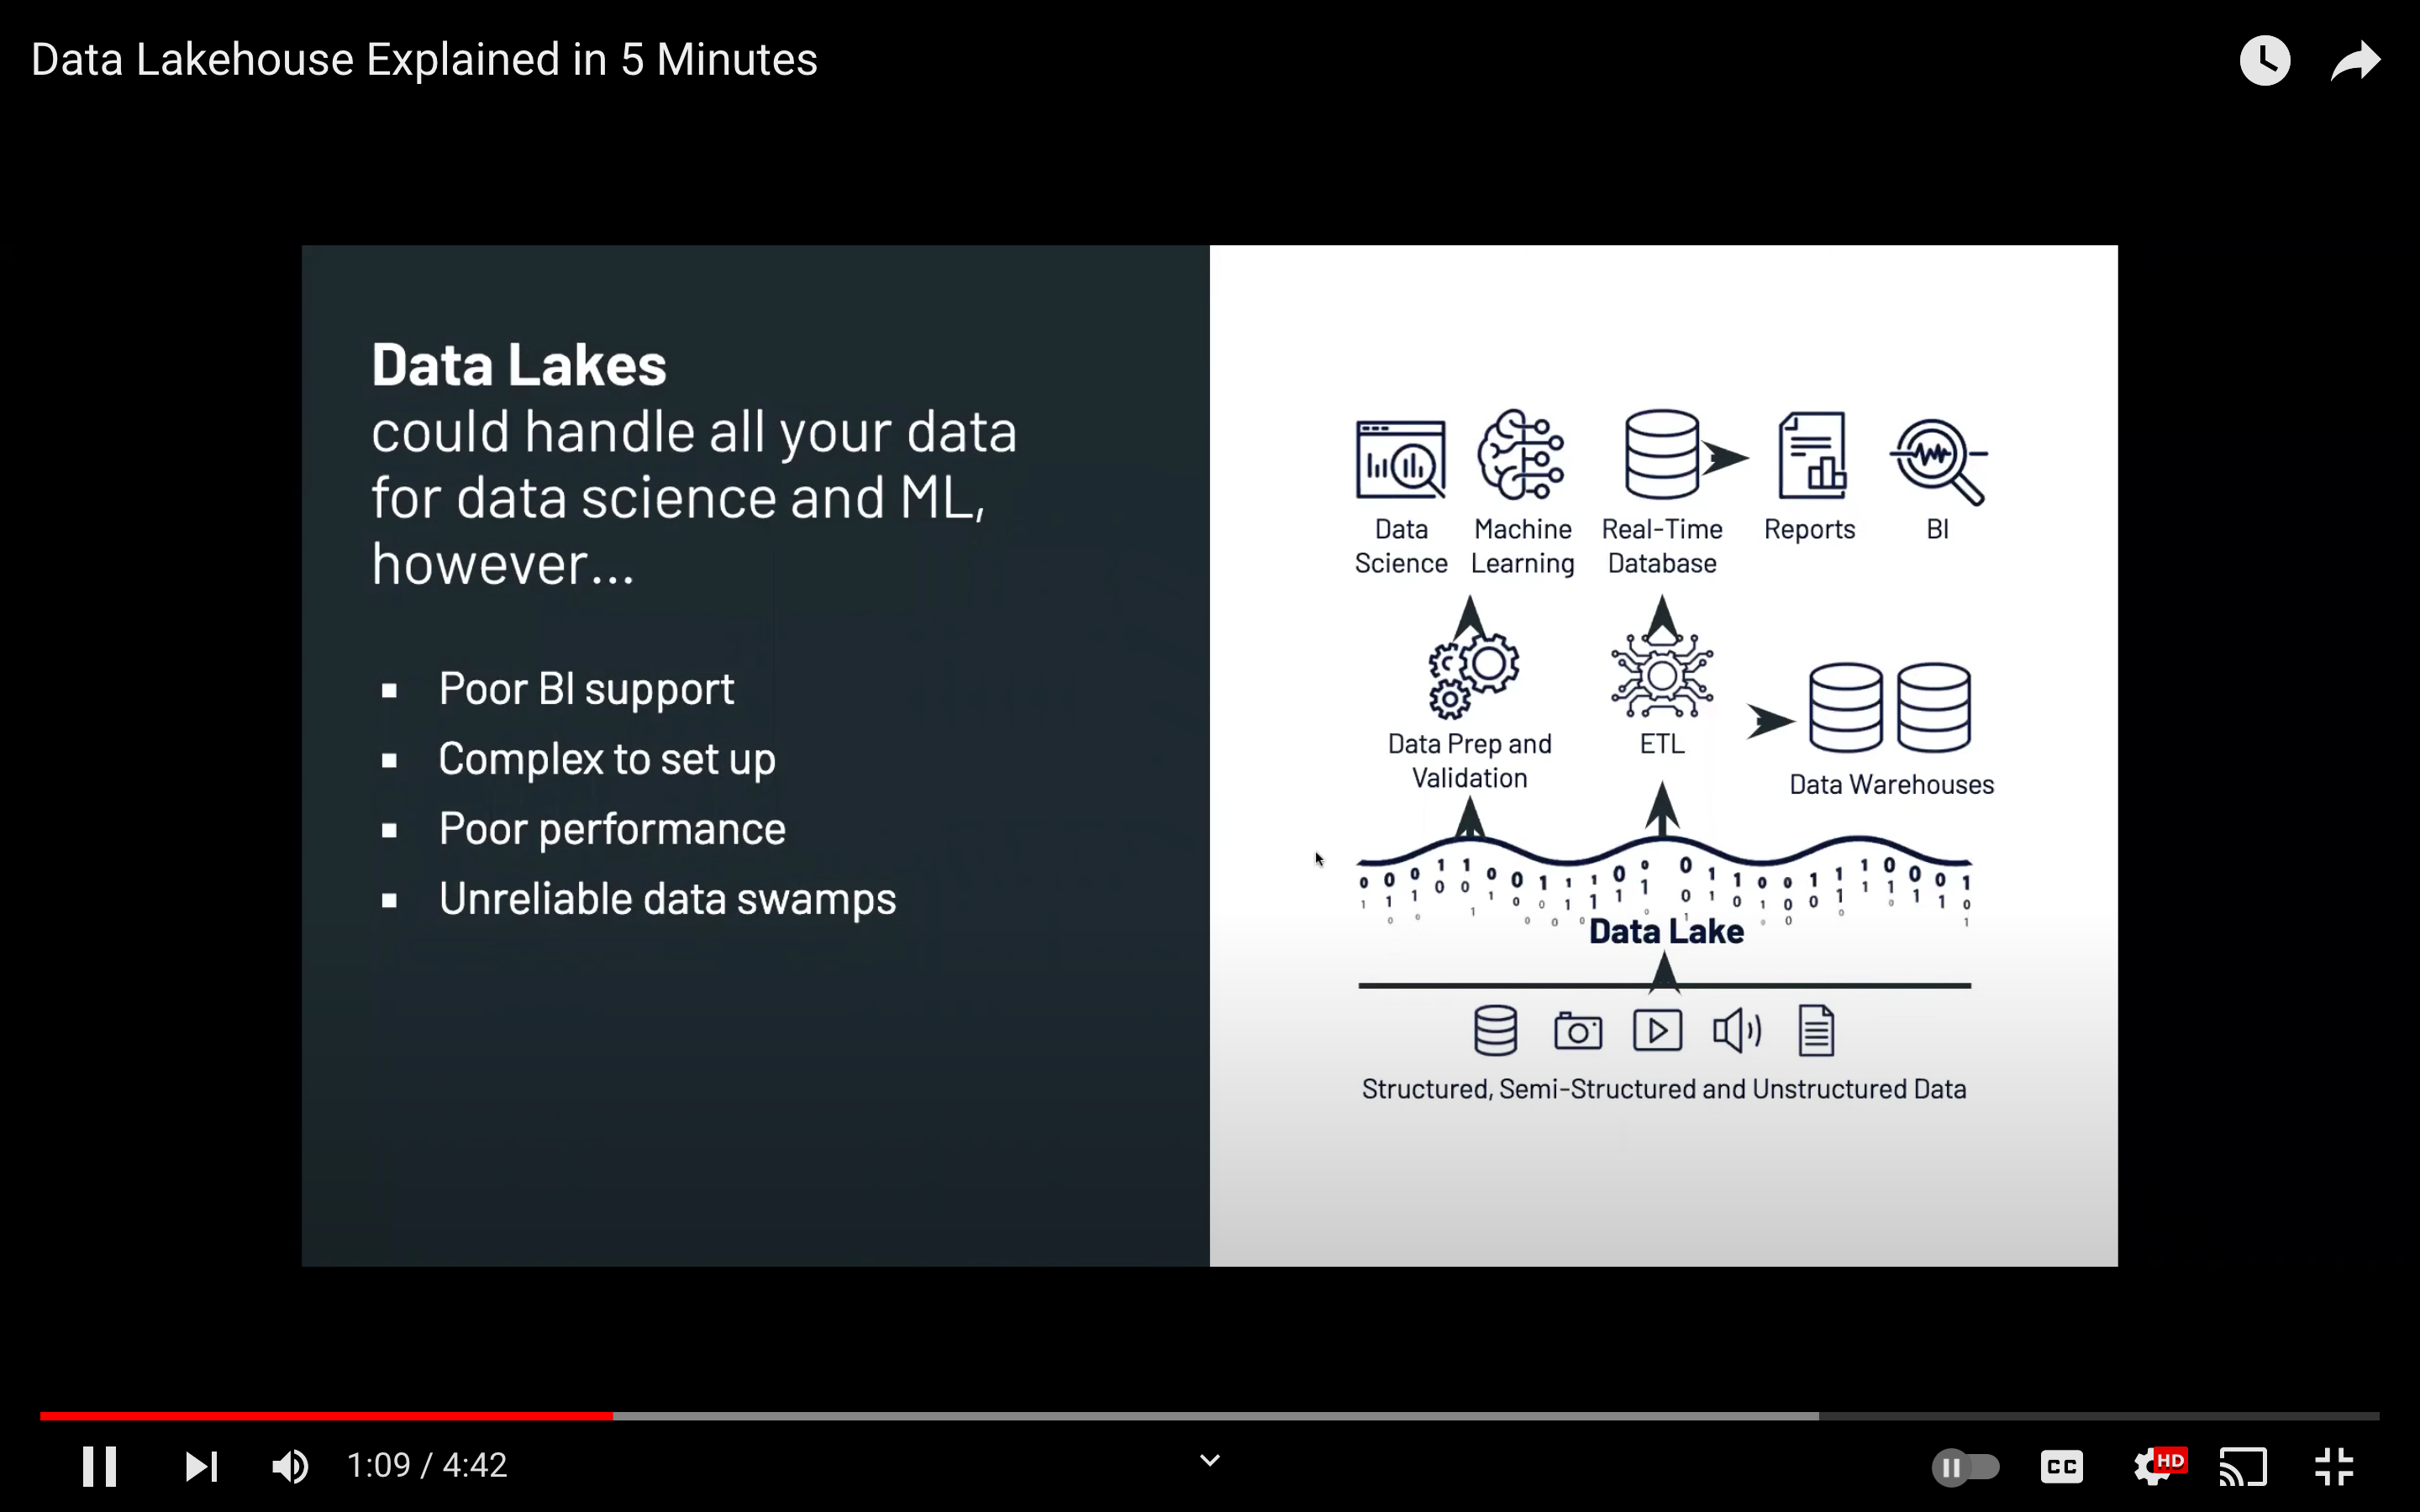 Data Lakehouse Explained in 5 Minutes
Data Lakes
could handle all your data
for data science and ML,
however...
▪ Poor BI support
▪ Complex to set up
▪ Poor performance
▪ Unreliable data swamps
Data
Science
Machine
Learning
Real-Time
Database
Reports
BI
Data Prep and
Validation
ETL
Data Warehouses
Data Lake
Structured, Semi-Structured and Unstructured Data
1:09 / 4:42
CC
HD